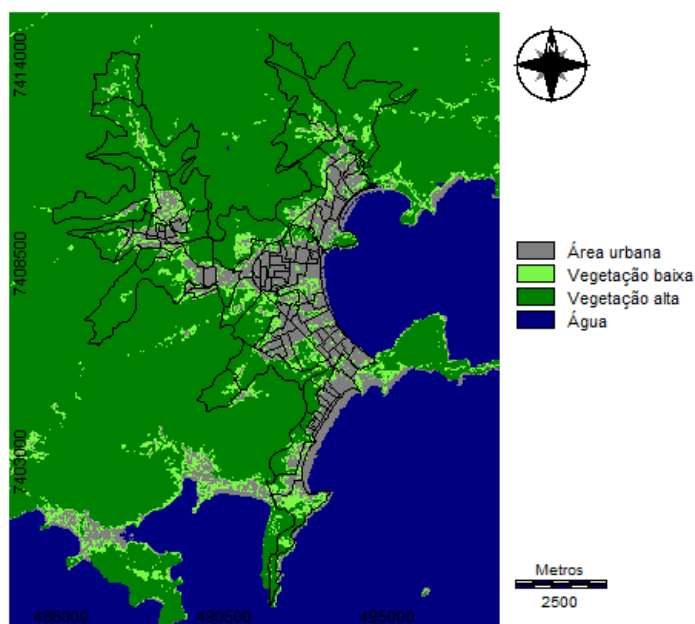 7414000
7408500
7403000
486000
490500
495000
N
Área urbana
Vegetação baixa
Vegetação alta
Água
Metros
2500